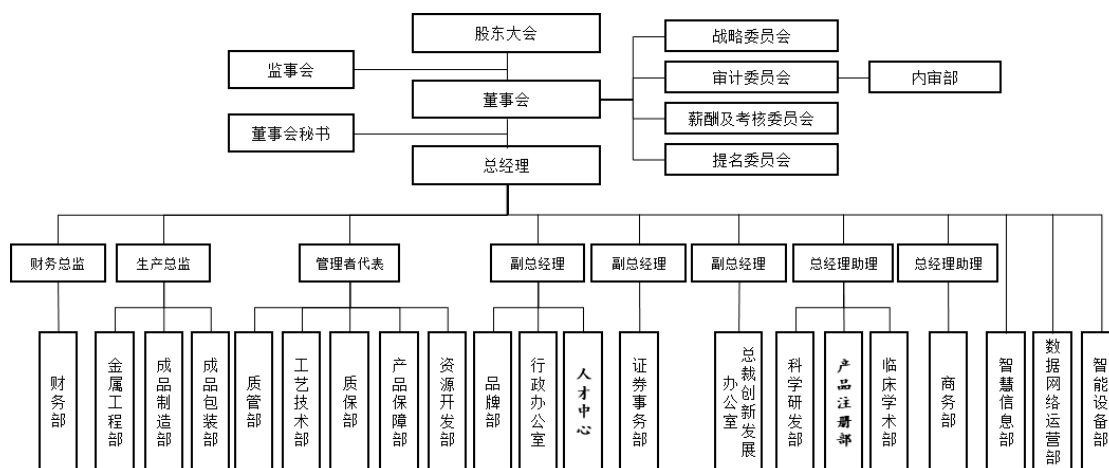 股东大会
战略委员会
监事会
审计委员会
内审部
董事会
薪酬及考核委员会
董事会秘书
总经理
提名委员会
财务总监
生产总监
管理者代表
副总经理
副总经理
副总经理
总经理助理
总经理助理
财务部
金属工程部
成品制造部
成品包装部
质管部
工艺技术部
质保部
产品保障部
资源开发部
品牌部
行政办公室
人才中心
证券事务部
总裁创新发展
办公室
科学研发部
产品注册部
临床学术部
商务部
智慧信息部
数据网络运营部
智能设备部